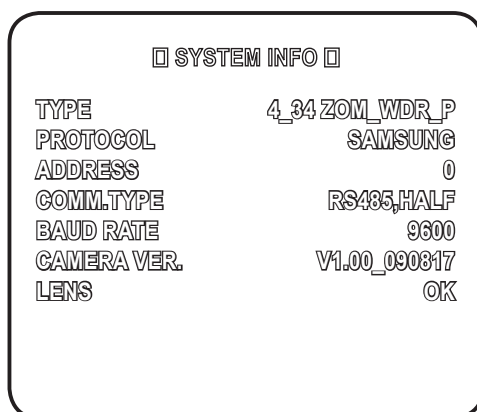 SYSTEM INFO
TYPE 4_34 ZOM_WDR_P
PROTOCOL SAMSUNG
ADDRESS 0
COMM.TYPE RS485,HALF
BAUD RATE 9600
CAMERA VER. V1.00_090817
LENS OK